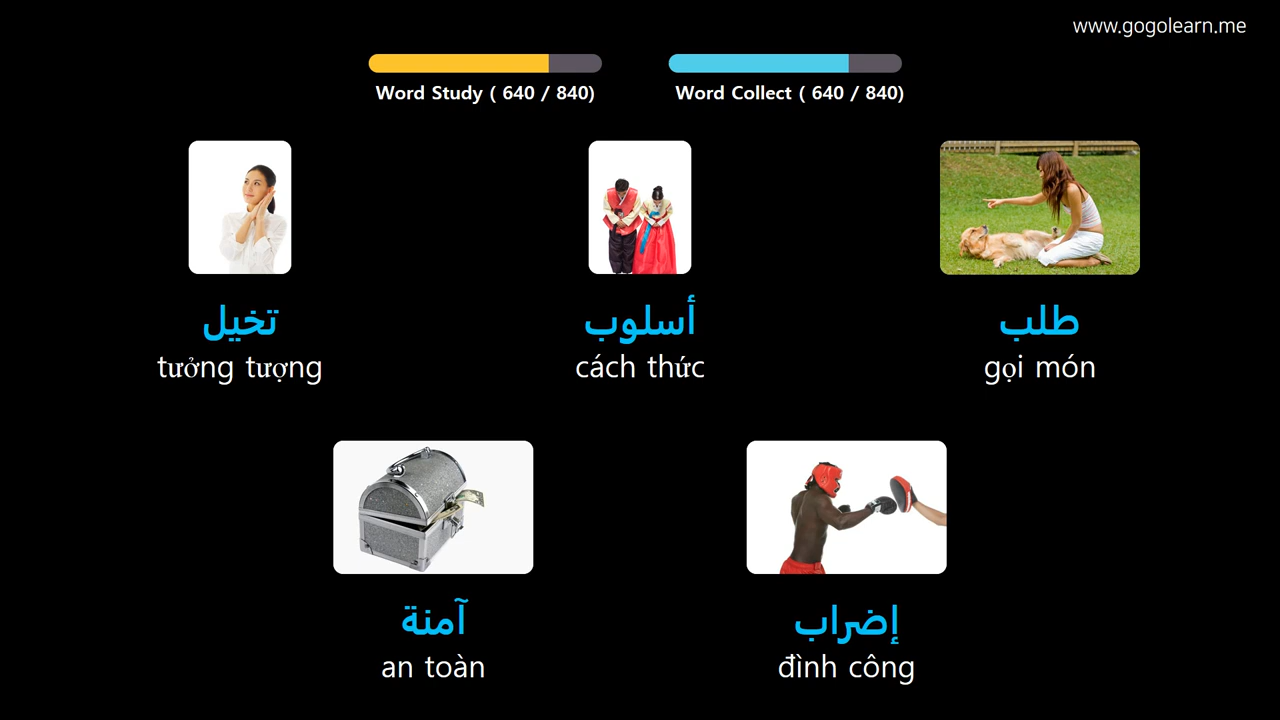 www.gogolearn.me
Word Study ( 640 / 840)
Word Collect ( 640 / 840)
تخيل
tưởng tượng
أسلوب
cách thức
طلب
gọi món
آمنة
an toàn
إضراب
đình công